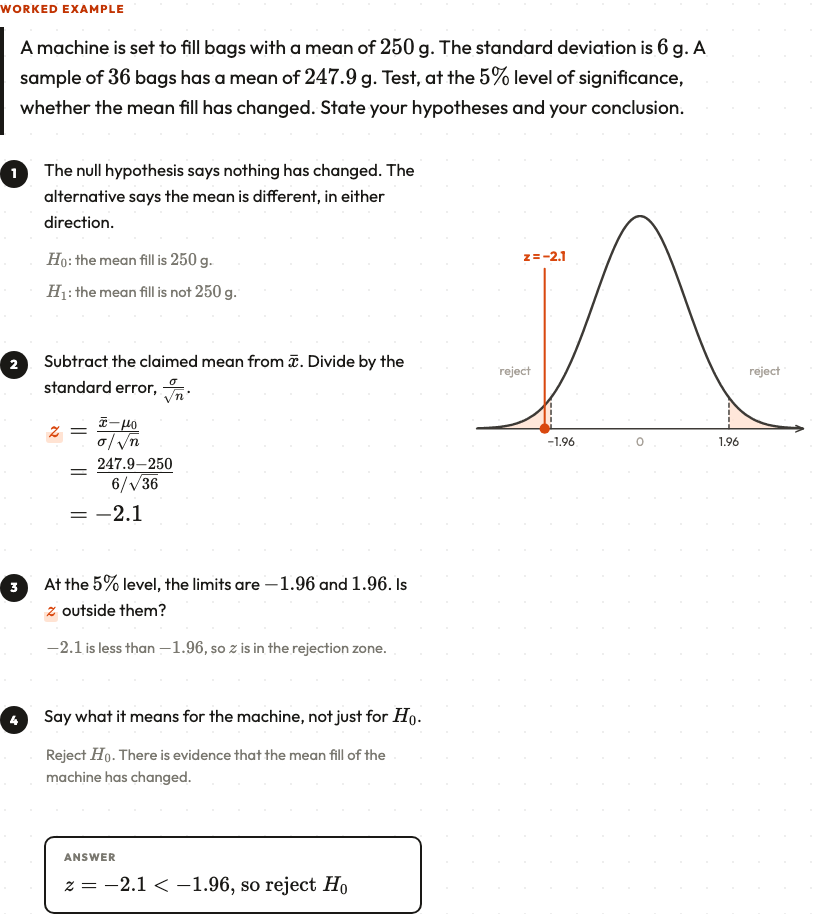 WORKED EXAMPLE
A machine is set to fill bags with a mean of 250 g. The standard deviation is 6 g. A
sample of 36 bags has a mean of 247.9 g. Test, at the 5% level of significance,
whether the mean fill has changed. State your hypotheses and your conclusion.
1
The null hypothesis says nothing has changed. The
alternative says the mean is different, in either
direction.
H₀: the mean fill is 250 g.
H₁: the mean fill is not 250 g.
2
Subtract the claimed mean from x̄. Divide by the
standard error, σ/√n.
z = (x̄−μ₀)/(σ/√n)
= (247.9−250)/(6/√36)
= −2.1
3
At the 5% level, the limits are −1.96 and 1.96. Is
z outside them?
−2.1 is less than −1.96, so z is in the rejection zone.
4
Say what it means for the machine, not just for H₀.
Reject H₀. There is evidence that the mean fill of the
machine has changed.
ANSWER
z = −2.1 < −1.96, so reject H₀
z = −2.1
reject
reject
−1.96
0
1.96